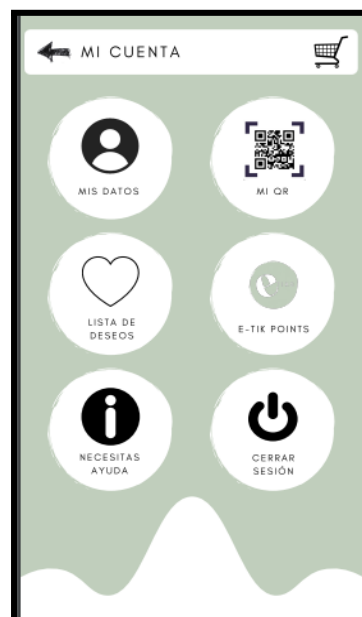 MI CUENTA
MIS DATOS
MI QR
LISTA DE
DESEOS
E-TIK POINTS
NECESITAS
AYUDA
CERRAR
SESIÓN